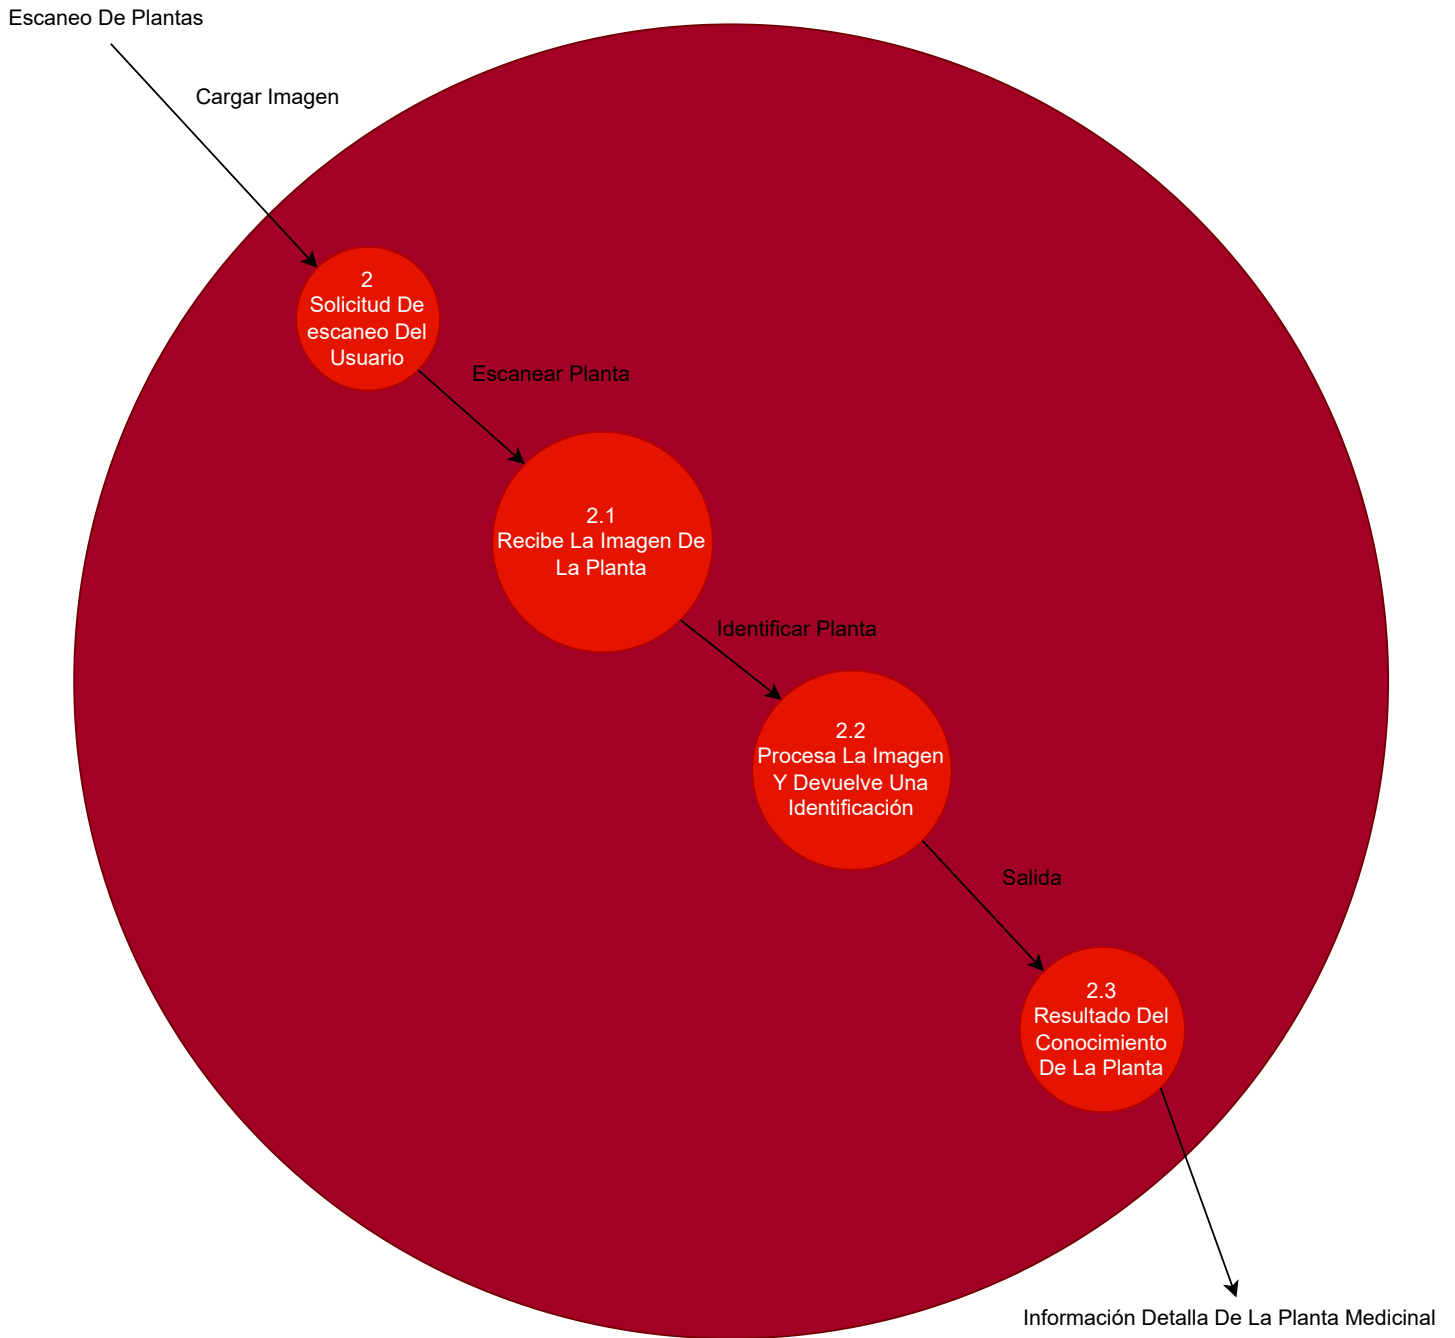 Escaneo De Plantas
Cargar Imagen
2
Solicitud De
escaneo Del
Usuario
Escanear Planta
2.1
Recibe La Imagen De
La Planta
Identificar Planta
2.2
Procesa La Imagen
Y Devuelve Una
Identificación
Salida
2.3
Resultado Del
Conocimiento
De La Planta
Información Detalla De La Planta Medicinal